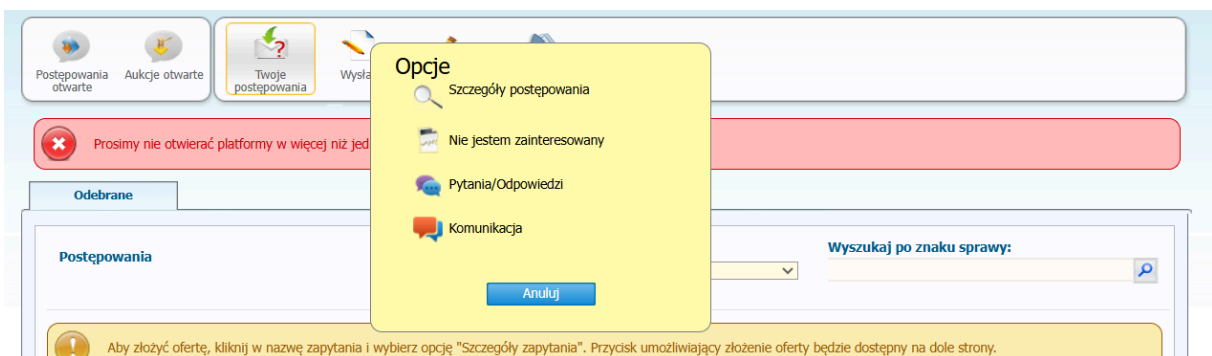 Postępowania otwarte
Aukcje otwarte
Twoje postępowania
Opcje
Szczegóły postępowania
Nie jestem zainteresowany
Pytania/Odpowiedzi
Komunikacja
Anuluj
Prosimy nie otwierać platformy w więcej niż
Odebrane
Postępowania
Wyszukaj po znaku sprawy:
Aby złożyć ofertę, kliknij w nazwę zapytania i wybierz opcję "Szczegóły zapytania". Przycisk umożliwiający złożenie oferty będzie dostępny na dole strony.